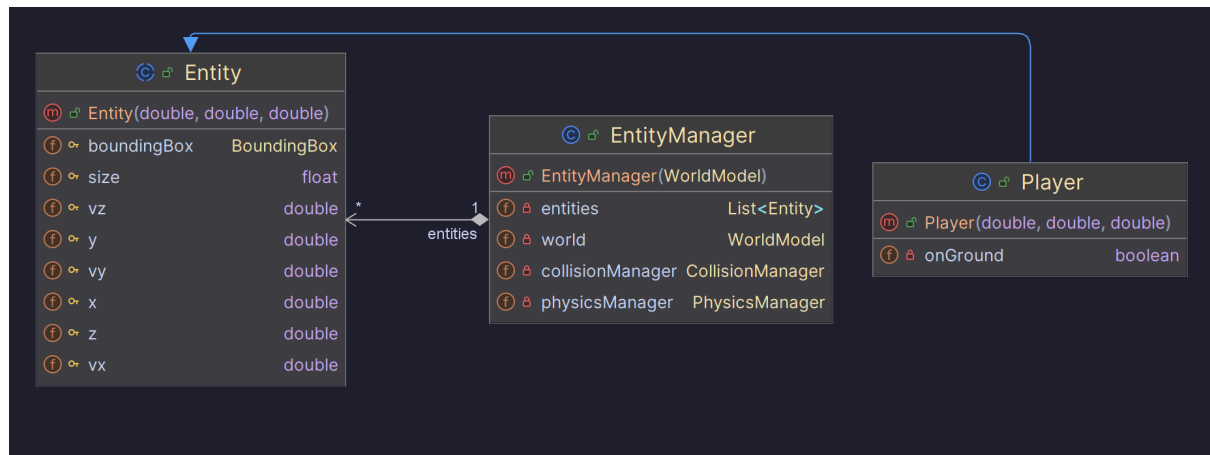 Entity
Entity(double, double, double)
boundingBox BoundingBox
size float
vz double
y double
vy double
x double
z double
vx double
* 1
entities
EntityManager
EntityManager(WorldModel)
entities List<Entity>
world WorldModel
collisionManager CollisionManager
physicsManager PhysicsManager
Player
Player(double, double, double)
onGround boolean